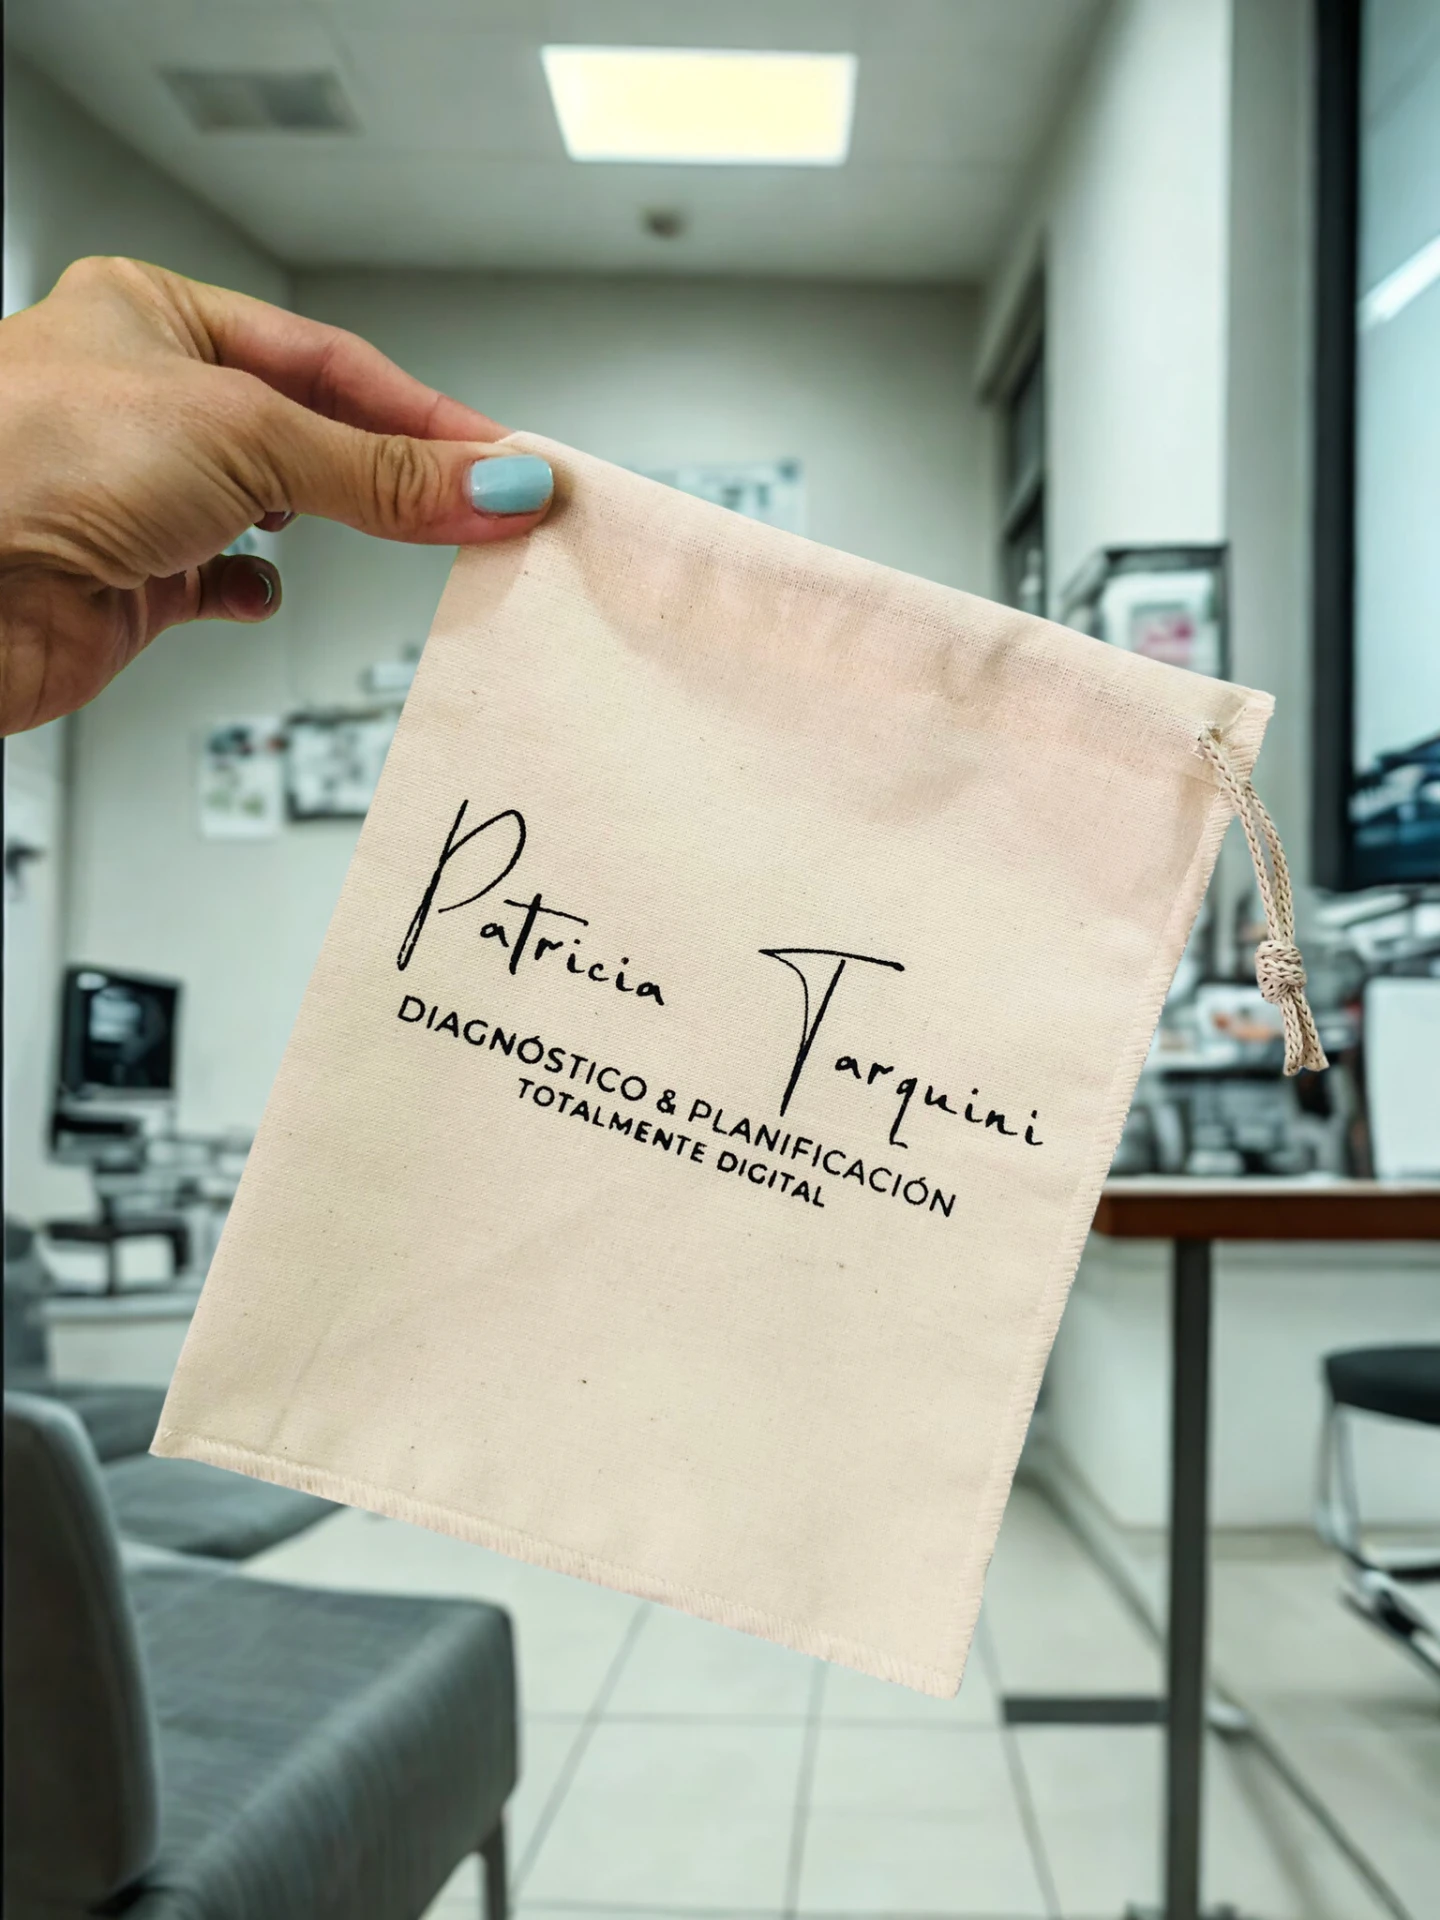 Patricia Tarquini
DIAGNÓSTICO & PLANIFICACIÓN
TOTALMENTE DIGITAL